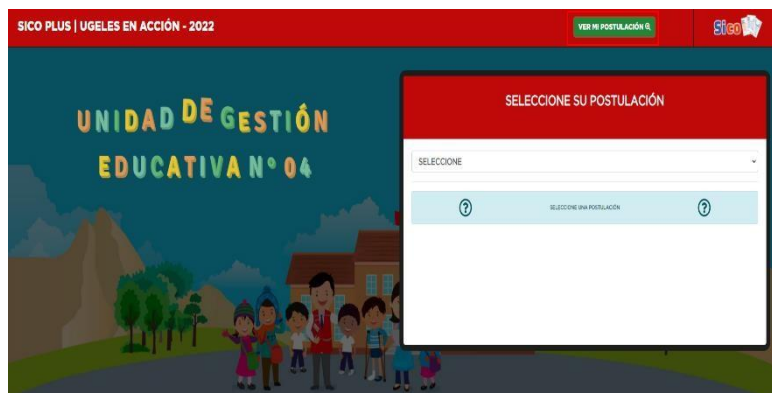 SICO PLUS | UGELES EN ACCIÓN - 2022
VER MI POSTULACIÓN
Sico
UNIDAD DE GESTIÓN
EDUCATIVA Nº 04
SELECCIONE SU POSTULACIÓN
SELECCIONE
? SELECCIONE UNA POSTULACIÓN ?